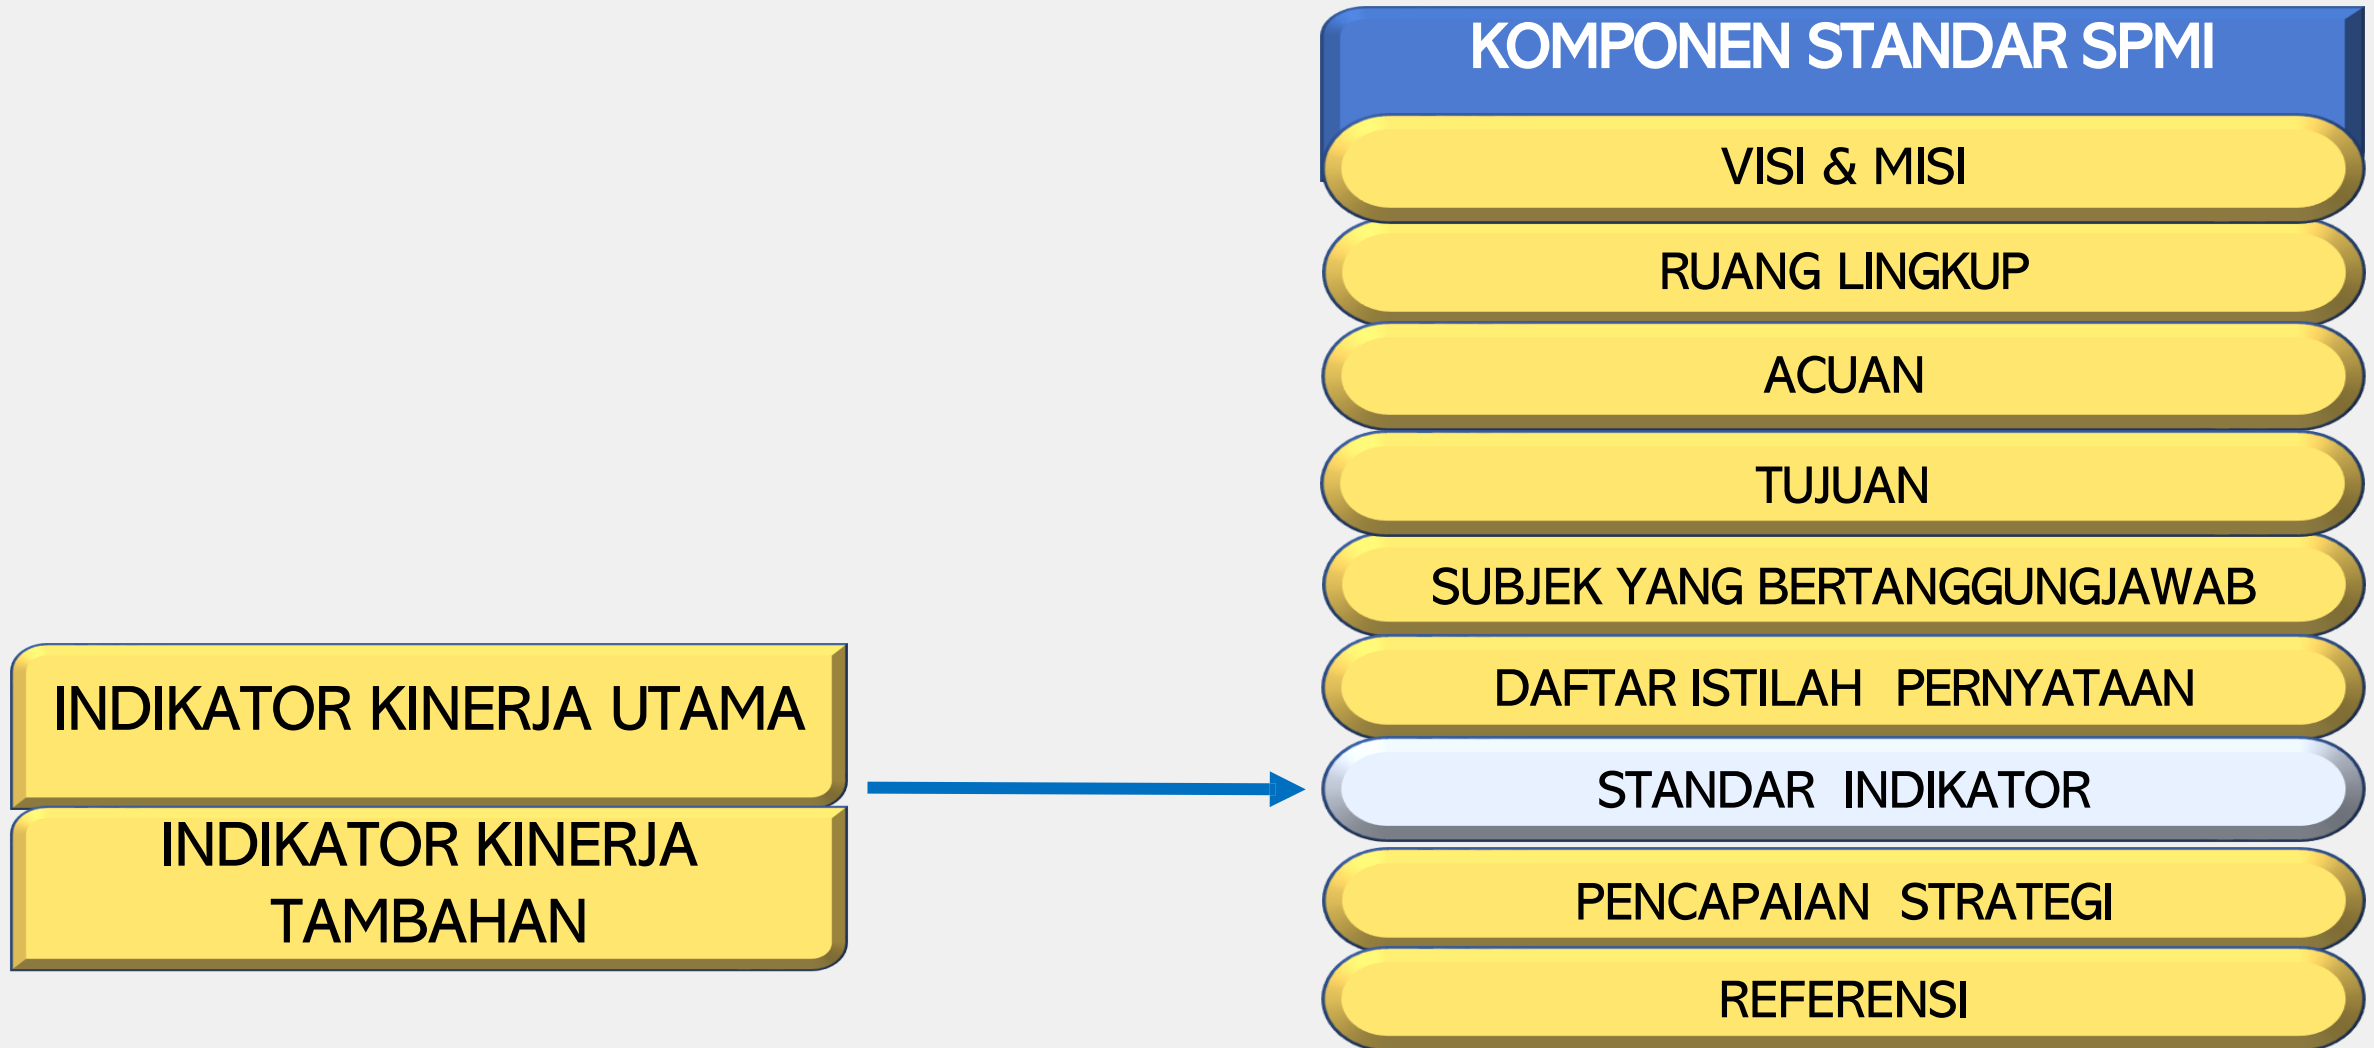 KOMPONEN STANDAR SPMI
VISI & MISI
RUANG LINGKUP
ACUAN
TUJUAN
SUBJEK YANG BERTANGGUNGJAWAB
DAFTAR ISTILAH PERNYATAAN
STANDAR INDIKATOR
PENCAPAIAN STRATEGI
REFERENSI
INDIKATOR KINERJA UTAMA
INDIKATOR KINERJA
TAMBAHAN